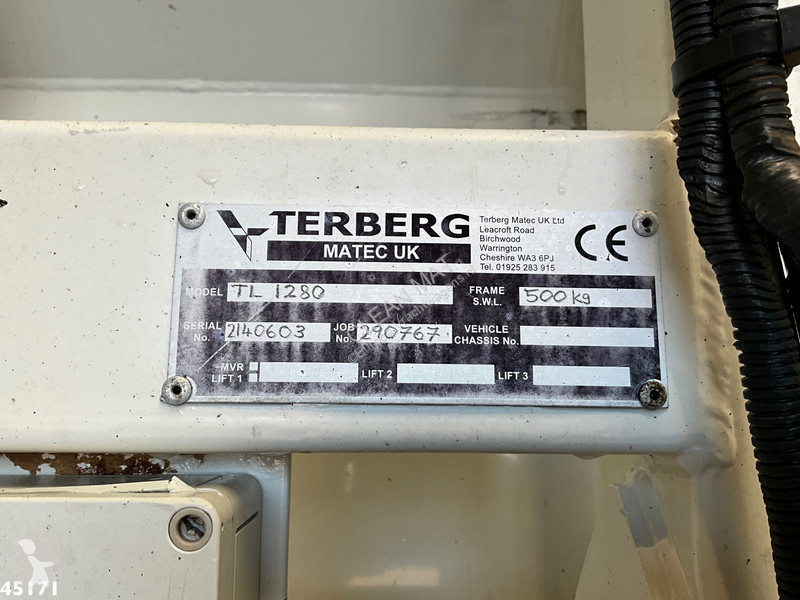 TERBERG
MATEC UK
Terberg Matec UK Ltd
Leacroft Road
Birchwood
Warrington
Cheshire WA3 6PJ
Tel. 01925 283 915
CE
MODEL TL 1280 FRAME S.W.L. 500 kg
SERIAL No. 2140603 JOB No. 290767 VEHICLE CHASSIS No.
MVR
LIFT 1 LIFT 2 LIFT 3
45171